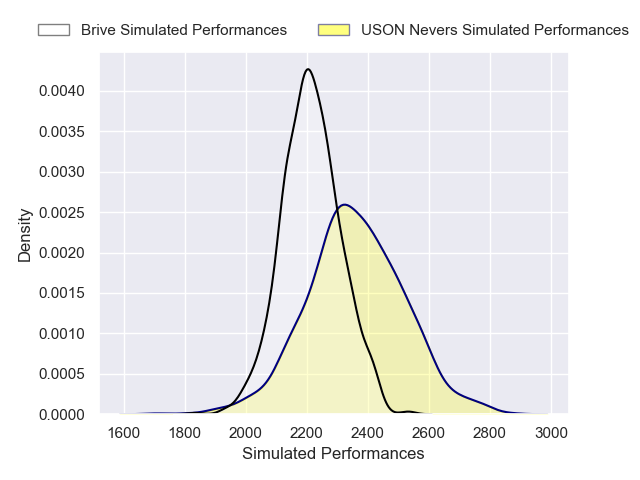 Brive Simulated Performances
USON Nevers Simulated Performances
0.0040
0.0035
0.0030
0.0025
0.0020
0.0015
0.0010
0.0005
0.0000
Density
1600 1800 2000 2200 2400 2600 2800 3000
Simulated Performances